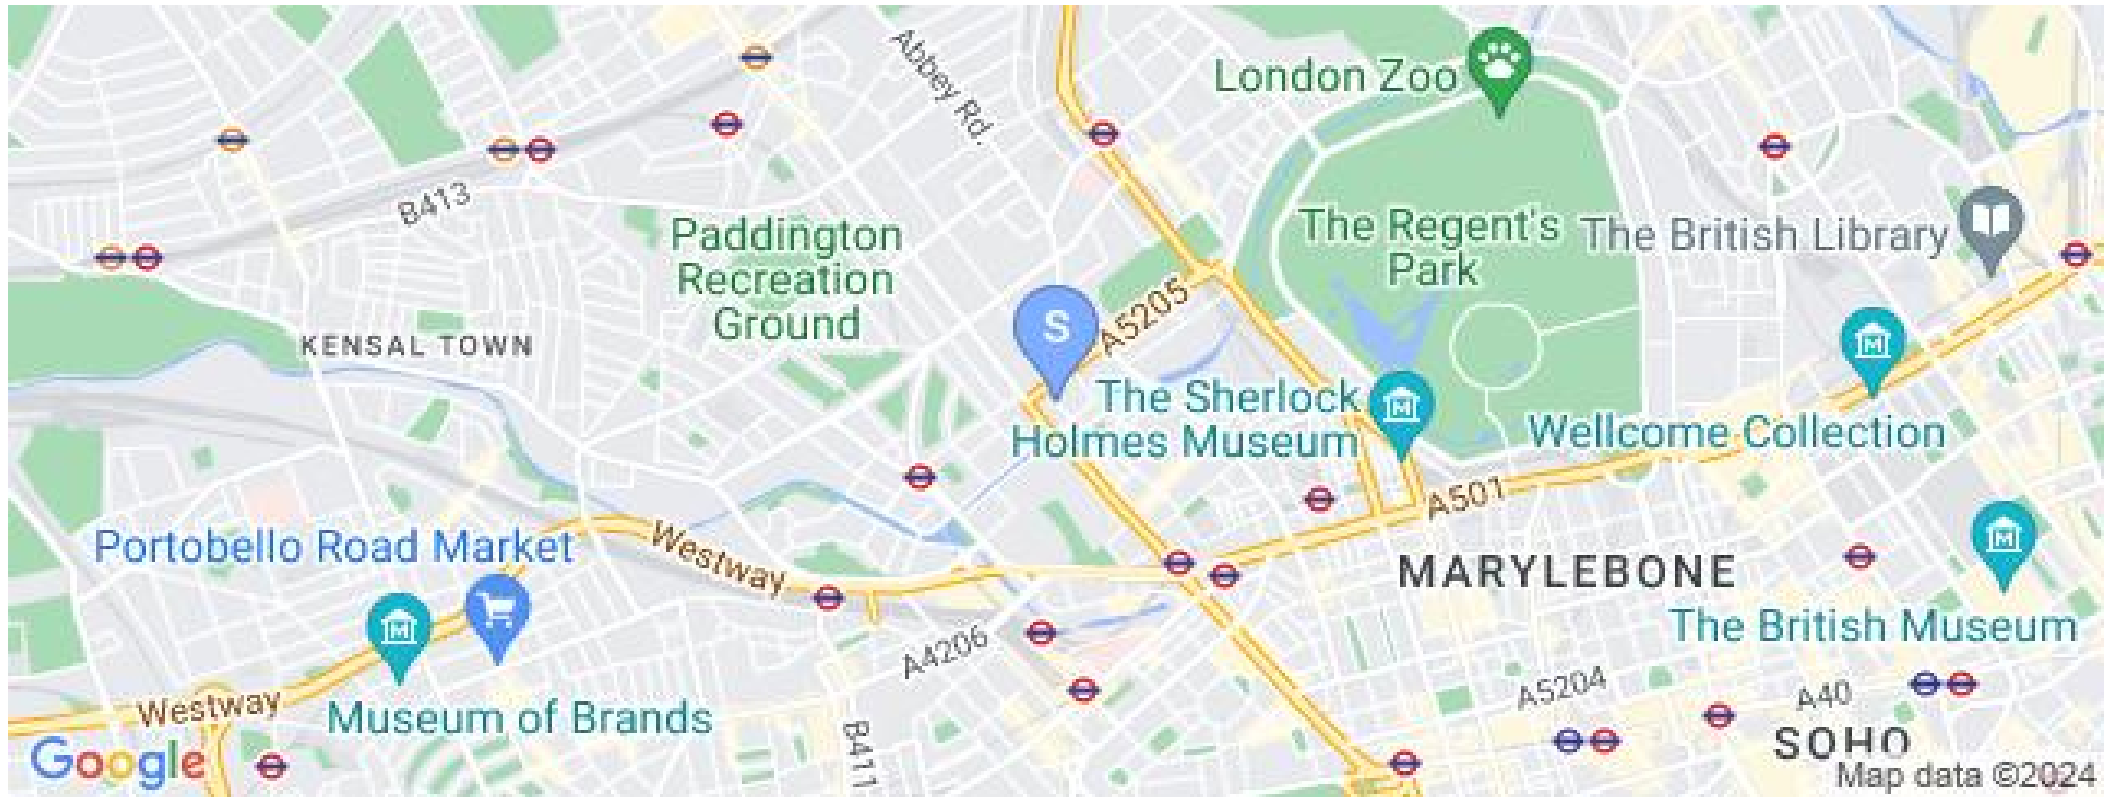 Abbey Rd.
London Zoo
B413
Paddington
Recreation
Ground
The Regent's
Park
The British Library
KENSAL TOWN
S
A5205
The Sherlock
Holmes Museum
Wellcome Collection
A501
Portobello Road Market
Westway
MARYLEBONE
The British Museum
A4206
Westway
Museum of Brands
B411
A5204
A40
SOHO
Google
Map data ©2024